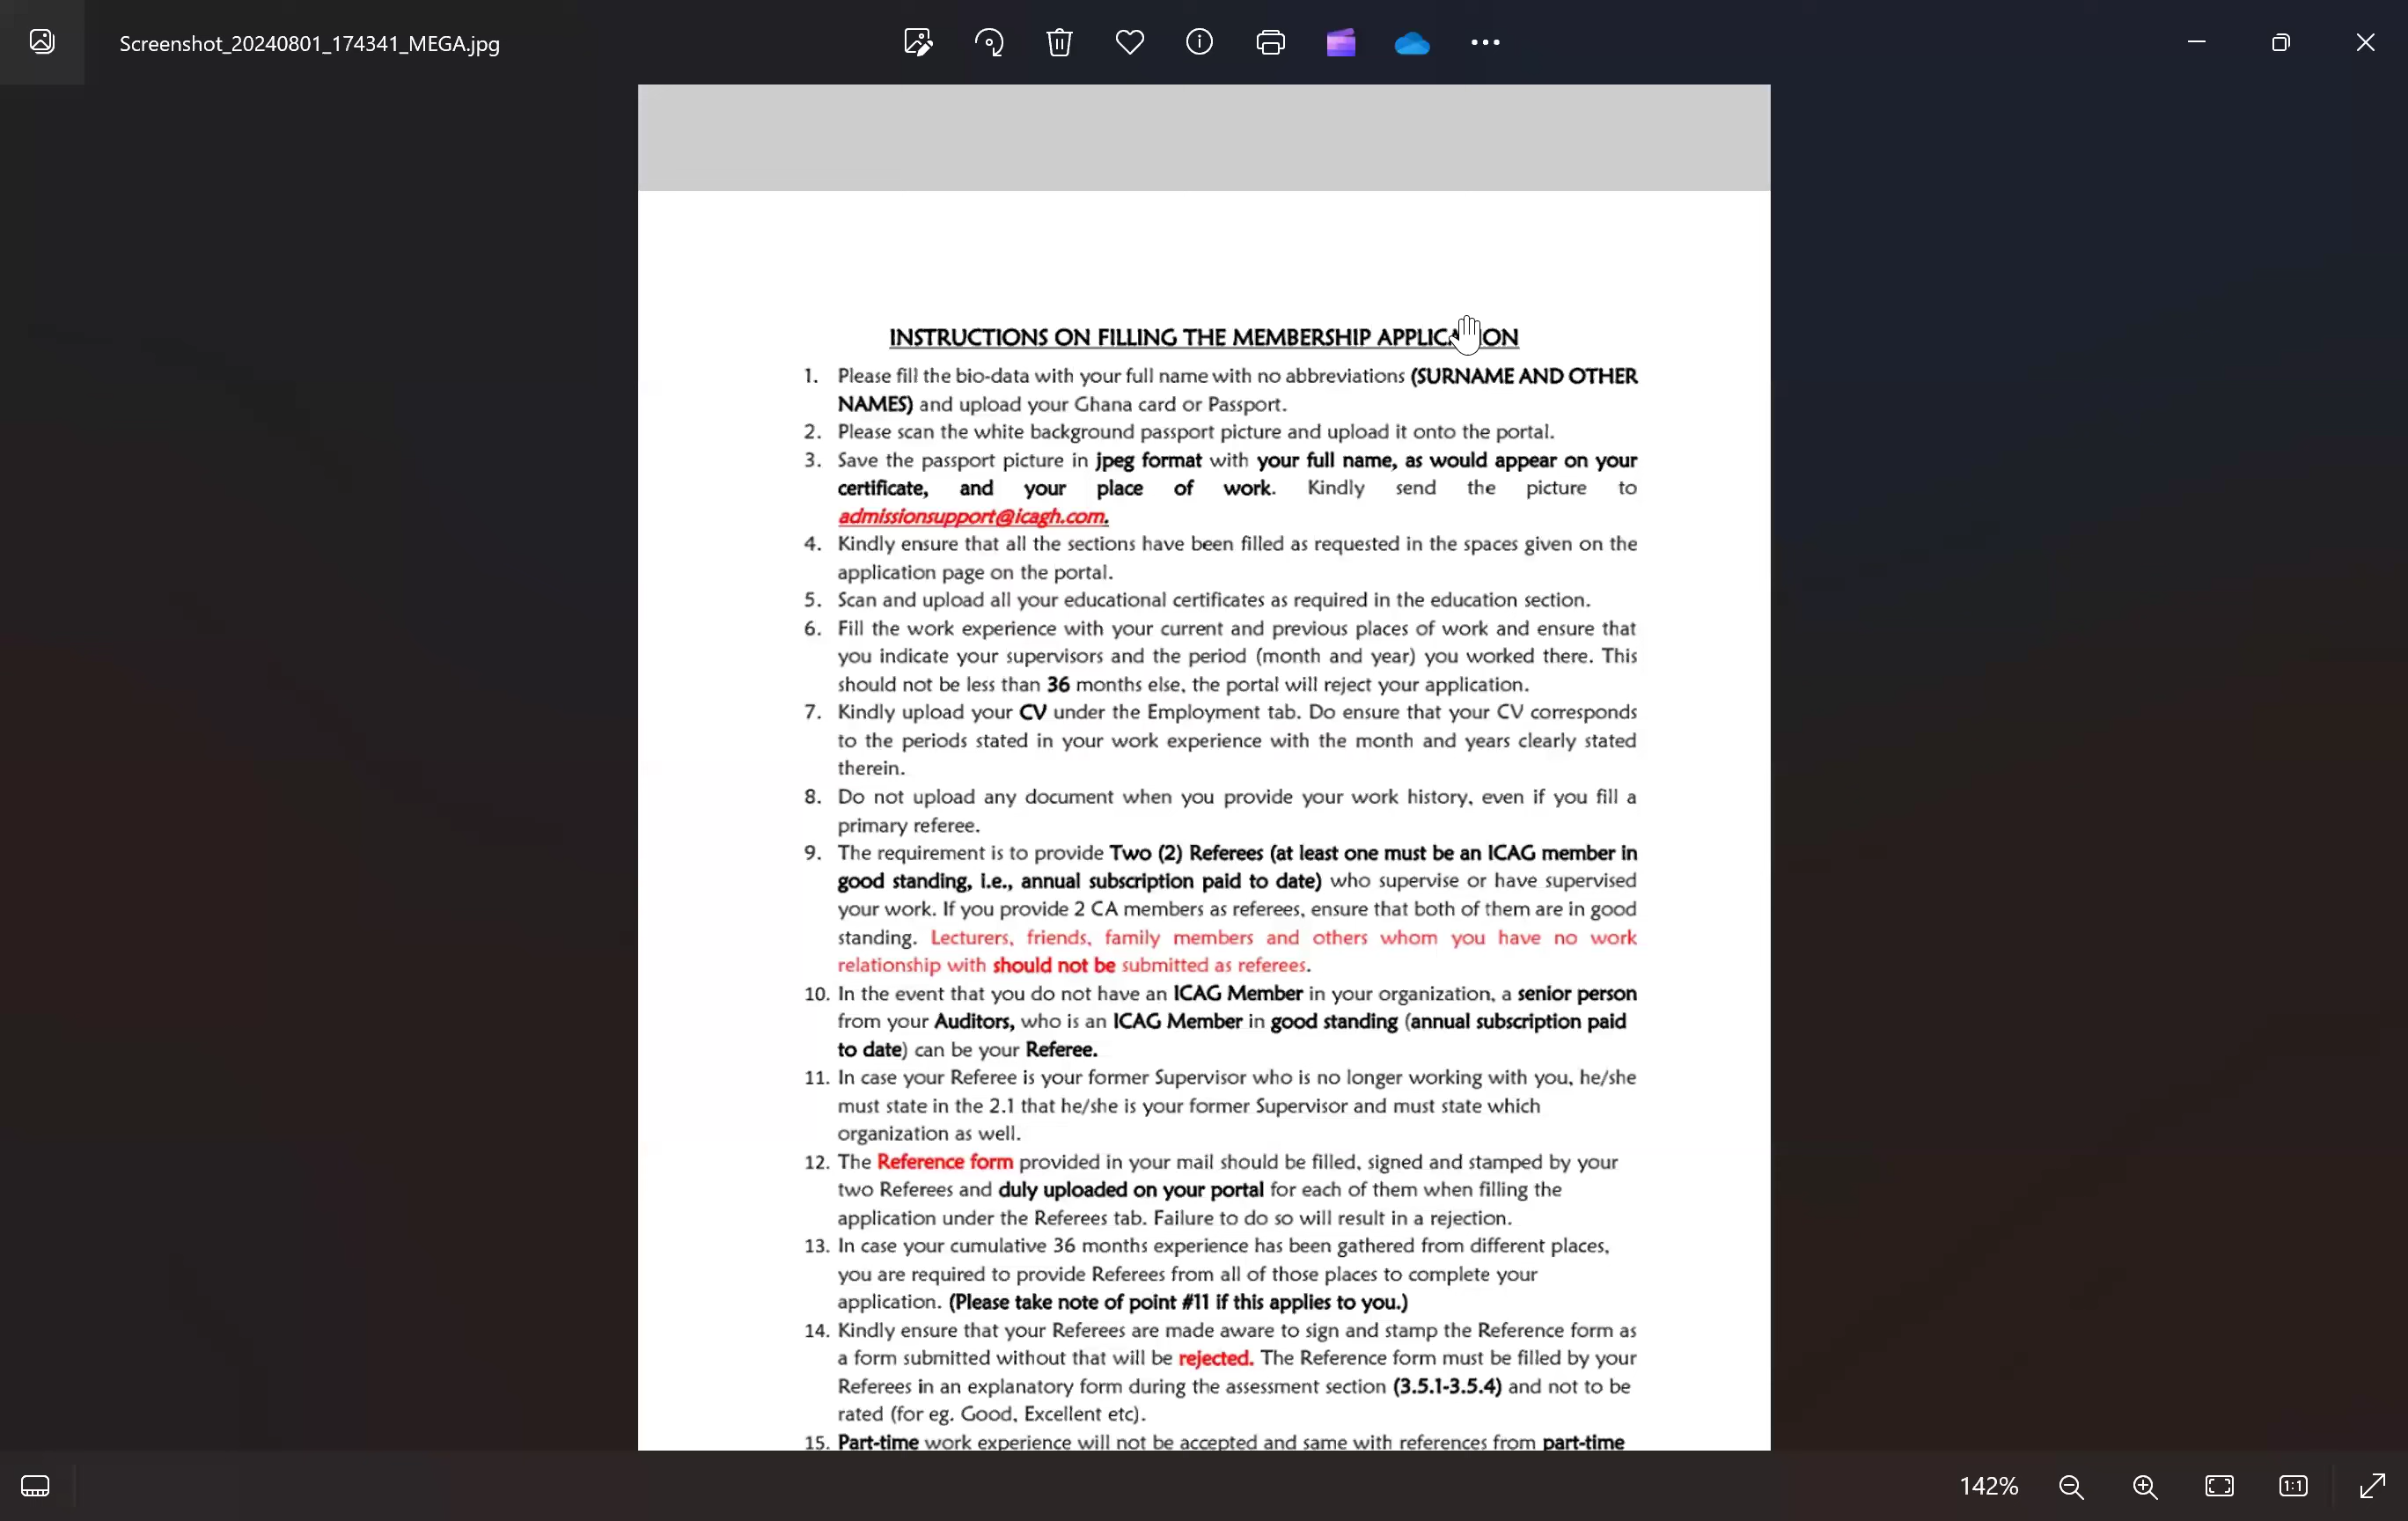 Screenshot_20240801_174341_MEGA.jpg
INSTRUCTIONS ON FILLING THE MEMBERSHIP APPLICATION
1. Please fill the bio-data with your full name with no abbreviations (SURNAME AND OTHER
NAMES) and upload your Ghana card or Passport.
2. Please scan the white background passport picture and upload it onto the portal.
3. Save the passport picture in jpeg format with your full name, as would appear on your
certificate, and your place of work. Kindly send the picture to
admissionsupport@icagh.com.
4. Kindly ensure that all the sections have been filled as requested in the spaces given on the
application page on the portal.
5. Scan and upload all your educational certificates as required in the education section.
6. Fill the work experience with your current and previous places of work and ensure that
you indicate your supervisors and the period (month and year) you worked there. This
should not be less than 36 months else, the portal will reject your application.
7. Kindly upload your CV under the Employment tab. Do ensure that your CV corresponds
to the periods stated in your work experience with the month and years clearly stated
therein.
8. Do not upload any document when you provide your work history, even if you fill a
primary referee.
9. The requirement is to provide Two (2) Referees (at least one must be an ICAG member in
good standing, i.e., annual subscription paid to date) who supervise or have supervised
your work. If you provide 2 CA members as referees, ensure that both of them are in good
standing. Lecturers, friends, family members and others whom you have no work
relationship with should not be submitted as referees.
10. In the event that you do not have an ICAG Member in your organization, a senior person
from your Auditors, who is an ICAG Member in good standing (annual subscription paid
to date) can be your Referee.
11. In case your Referee is your former Supervisor who is no longer working with you, he/she
must state in the 2.1 that he/she is your former Supervisor and must state which
organization as well.
12. The Reference form provided in your mail should be filled, signed and stamped by your
two Referees and duly uploaded on your portal for each of them when filling the
application under the Referees tab. Failure to do so will result in a rejection.
13. In case your cumulative 36 months experience has been gathered from different places,
you are required to provide Referees from all of those places to complete your
application. (Please take note of point #11 if this applies to you.)
14. Kindly ensure that your Referees are made aware to sign and stamp the Reference form as
a form submitted without that will be rejected. The Reference form must be filled by your
Referees in an explanatory form during the assessment section (3.5.1-3.5.4) and not to be
rated (for eg. Good, Excellent etc).
15. Part-time work experience will not be accepted and same with references from part-time
142%
1:1